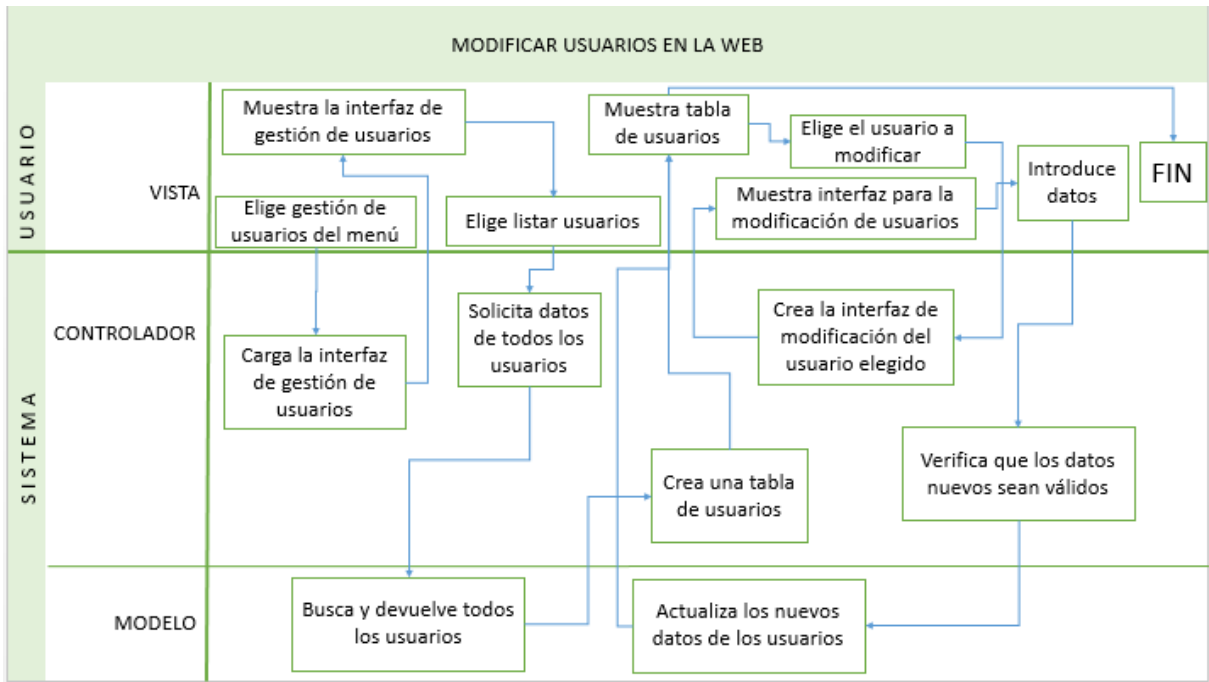 MODIFICAR USUARIOS EN LA WEB
USUARIO
VISTA
Muestra la interfaz de
gestión de usuarios
Elige gestión de
usuarios del menú
Elige listar usuarios
Muestra tabla
de usuarios
Elige el usuario a
modificar
Muestra interfaz para la
modificación de usuarios
Introduce
datos
FIN
SISTEMA
CONTROLADOR
Carga la interfaz
de gestión de
usuarios
Solicita datos
de todos los
usuarios
Crea la interfaz de
modificación del
usuario elegido
Crea una tabla
de usuarios
Verifica que los datos
nuevos sean válidos
MODELO
Busca y devuelve todos
los usuarios
Actualiza los nuevos
datos de los usuarios